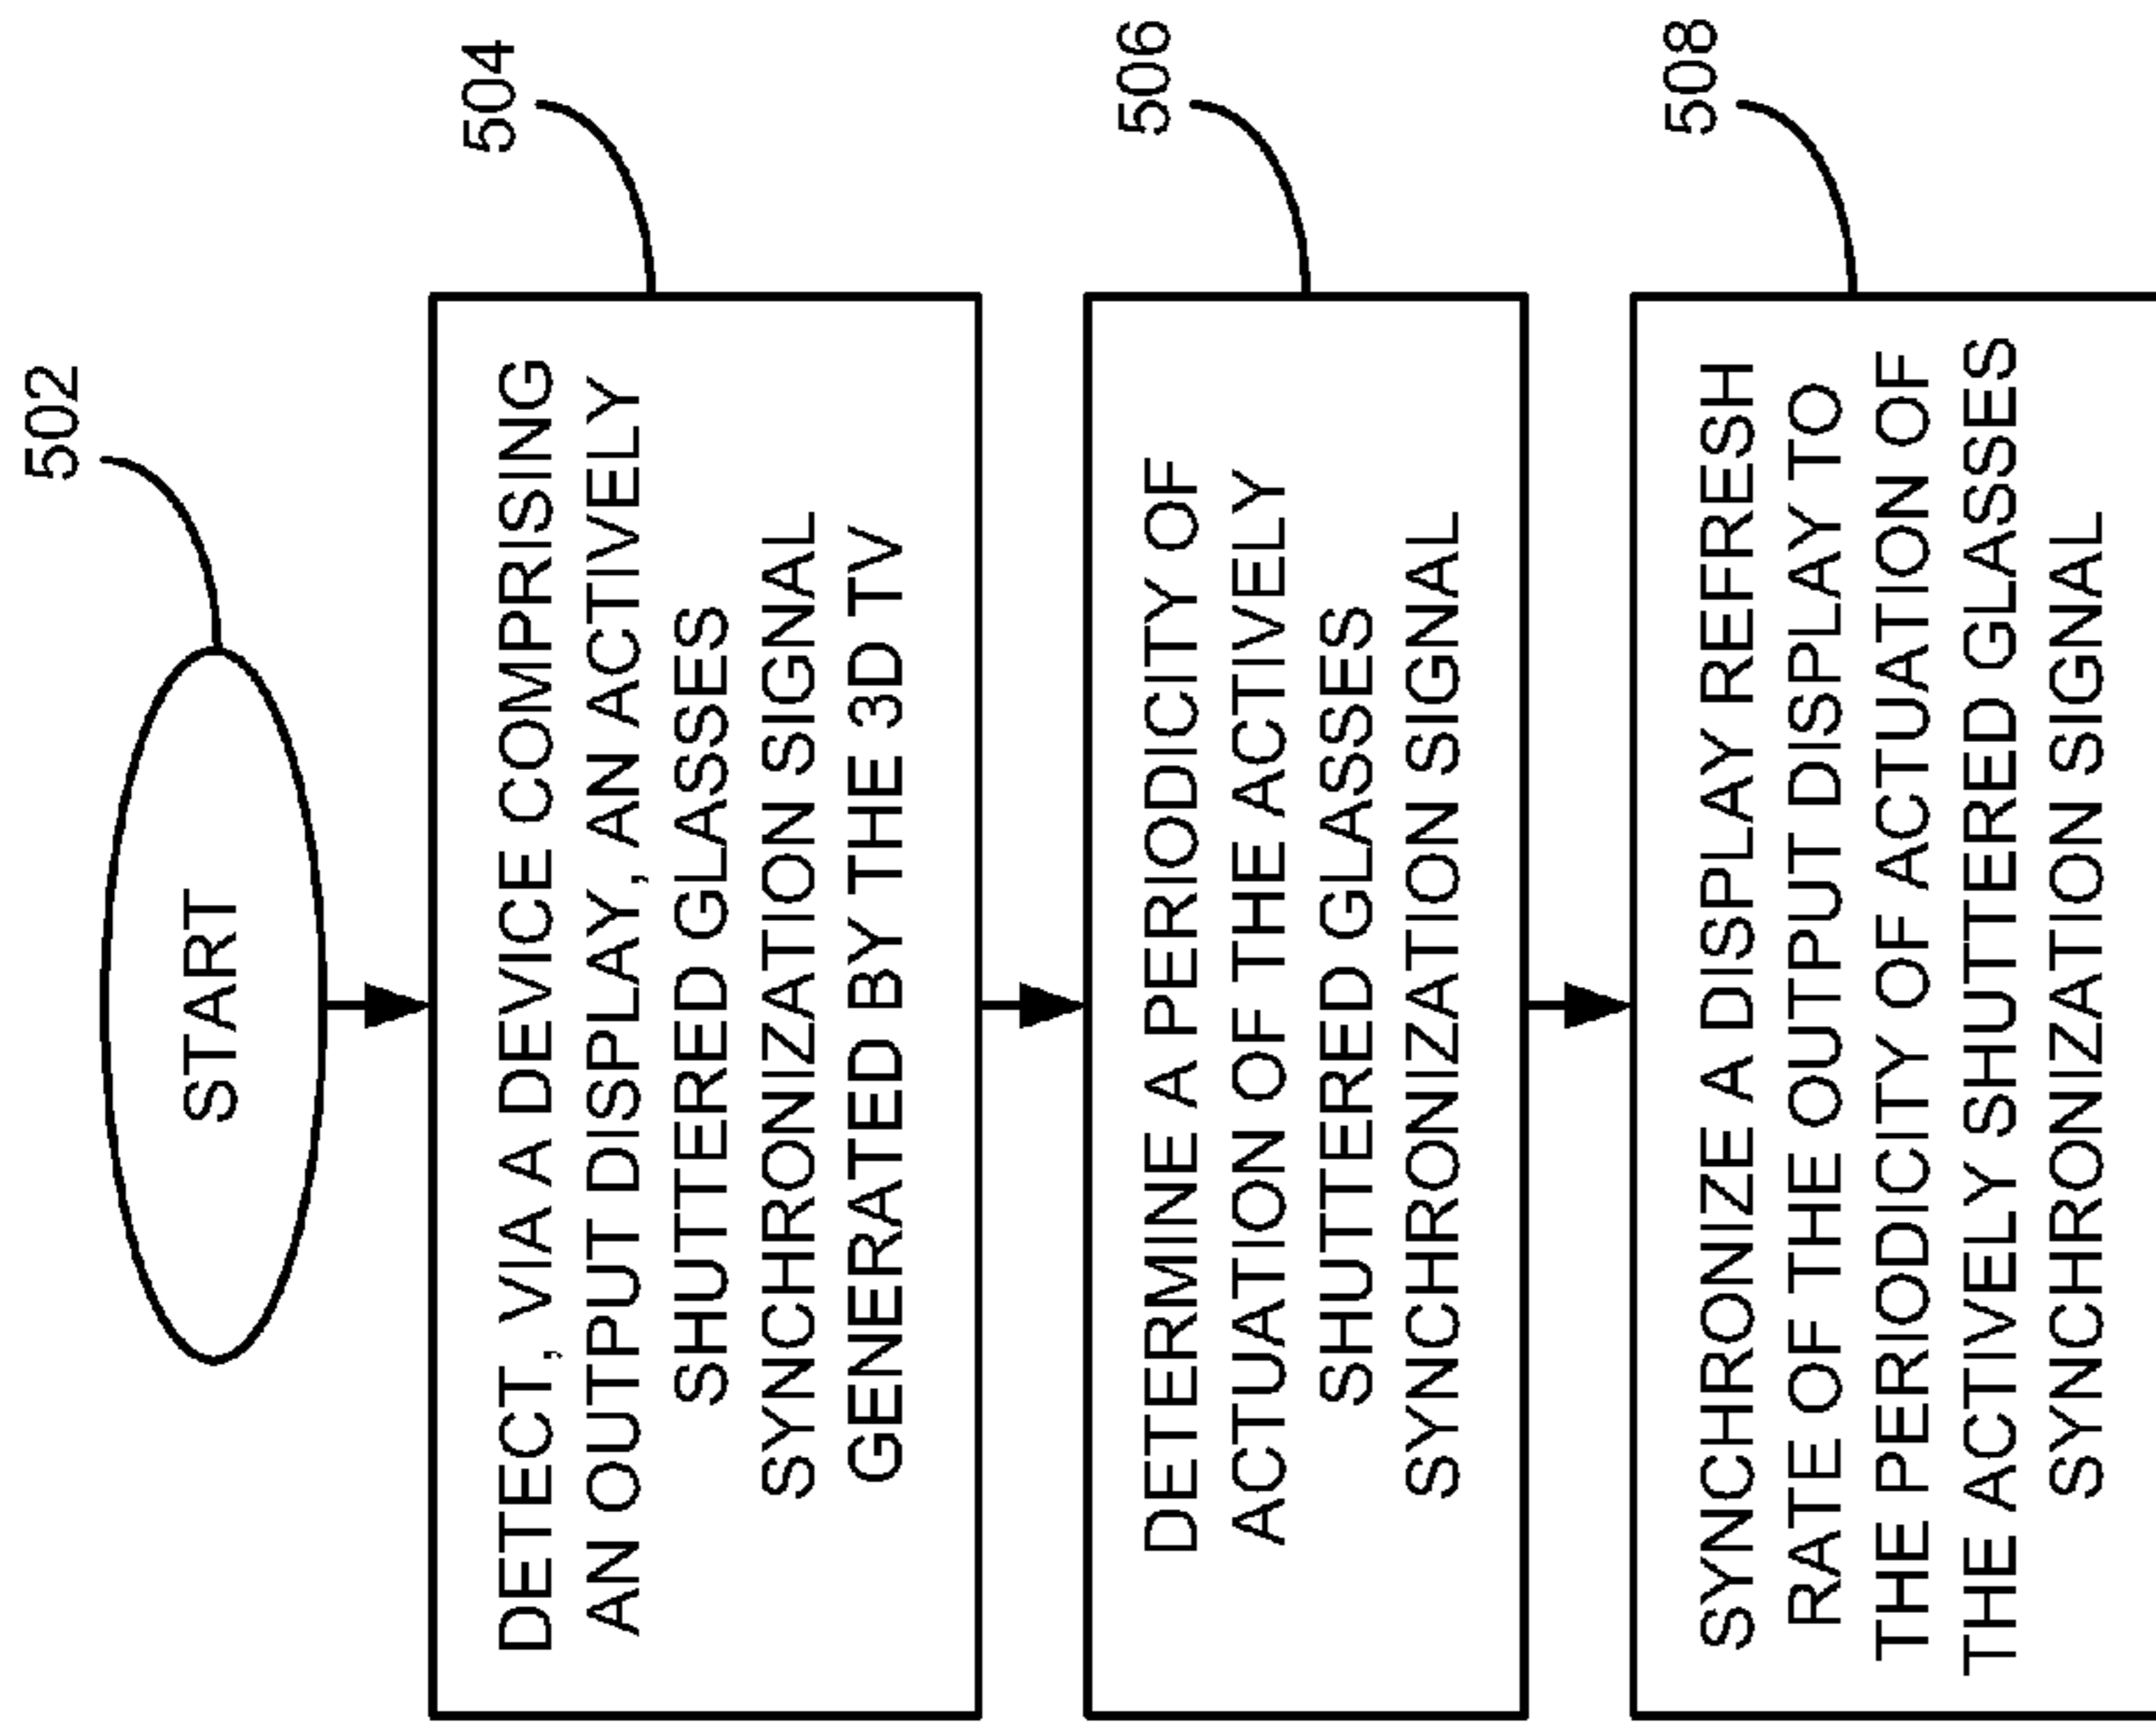 502
START
504
DETECT, VIA A DEVICE COMPRISING
AN OUTPUT DISPLAY, AN ACTIVELY
SHUTTERED GLASSES
SYNCHRONIZATION SIGNAL
GENERATED BY THE 3D TV
506
DETERMINE A PERIODICITY OF
ACTUATION OF THE ACTIVELY
SHUTTERED GLASSES
SYNCHRONIZATION SIGNAL
508
SYNCHRONIZE A DISPLAY REFRESH
RATE OF THE OUTPUT DISPLAY TO
THE PERIODICITY OF ACTUATION OF
THE ACTIVELY SHUTTERED GLASSES
SYNCHRONIZATION SIGNAL